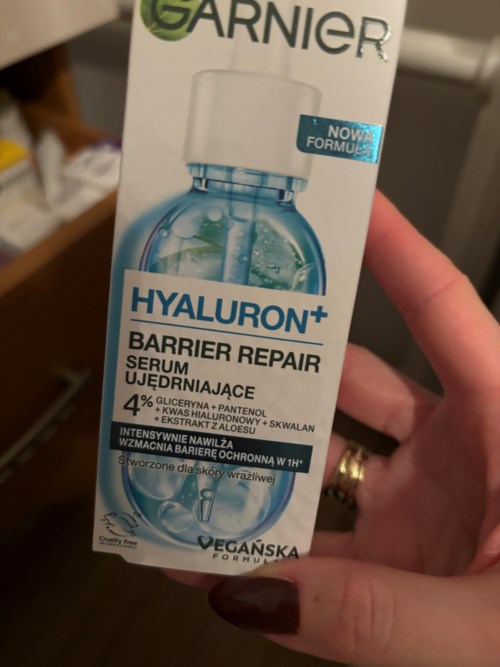 GARNIER
NOWA
FORMUŁA
HYALURON+
BARRIER REPAIR
SERUM
UJĘDRNIAJĄCE
4% GLICERYNA + PANTENOL
+ KWAS HIALURONOWY + SKWALAN
+ EKSTRAKT Z ALOESU
INTENSYWNIE NAWILŻA
WZMACNIA BARIERĘ OCHRONNĄ W 1H*
Stworzone dla skóry wrażliwej
Cruelty Free
INTERNATIONAL
VEGAŃSKA
FORMUŁA